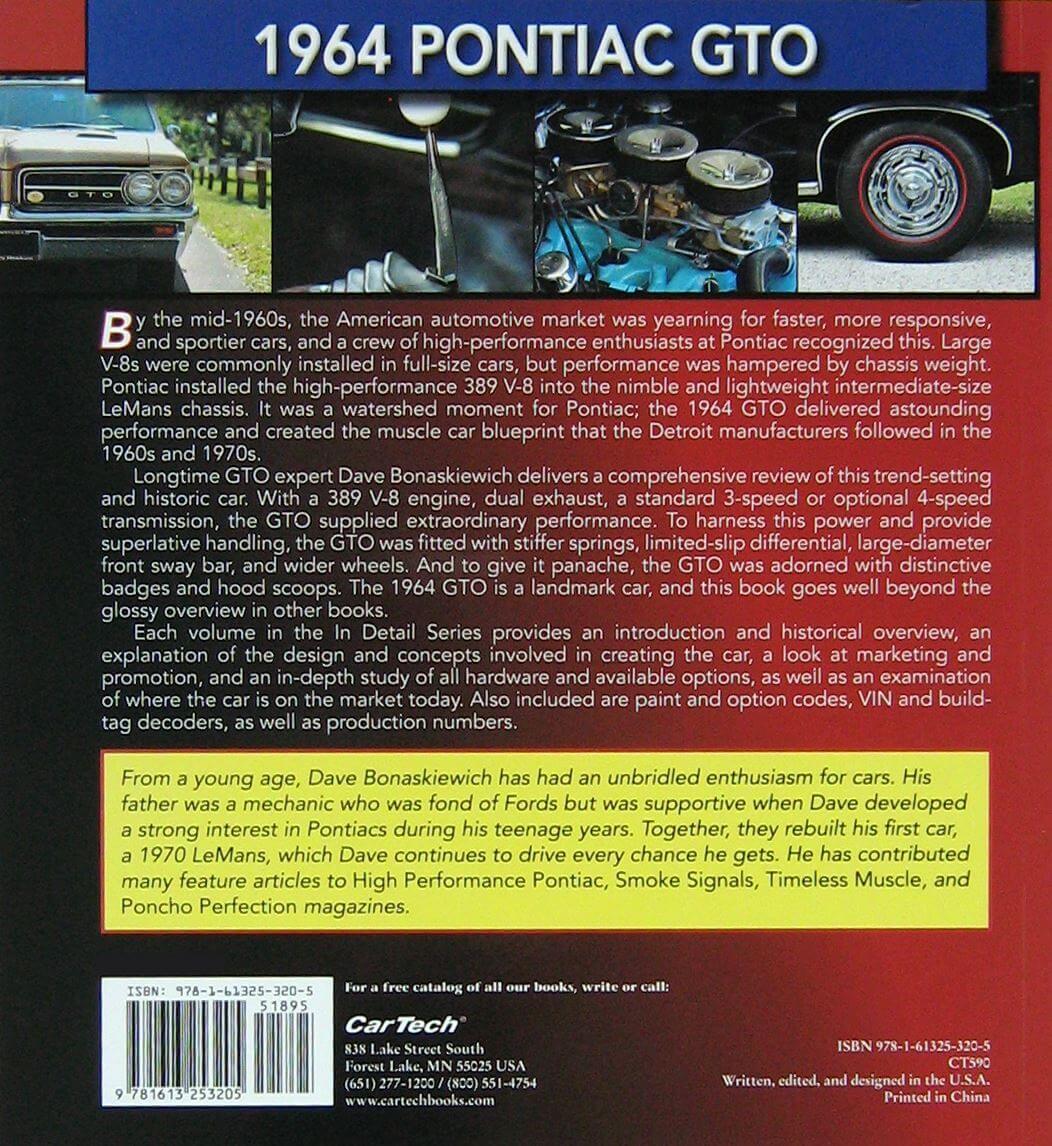 1964 PONTIAC GTO
GTO
By the mid-1960s, the American automotive market was yearning for faster, more responsive,
and sportier cars, and a crew of high-performance enthusiasts at Pontiac recognized this. Large
V-8s were commonly installed in full-size cars, but performance was hampered by chassis weight.
Pontiac installed the high-performance 389 V-8 into the nimble and lightweight intermediate-size
LeMans chassis. It was a watershed moment for Pontiac; the 1964 GTO delivered astounding
performance and created the muscle car blueprint that the Detroit manufacturers followed in the
1960s and 1970s.
Longtime GTO expert Dave Bonaskiewich delivers a comprehensive review of this trend-setting
and historic car. With a 389 V-8 engine, dual exhaust, a standard 3-speed or optional 4-speed
transmission, the GTO supplied extraordinary performance. To harness this power and provide
superlative handling, the GTO was fitted with stiffer springs, limited-slip differential, large-diameter
front sway bar, and wider wheels. And to give it panache, the GTO was adorned with distinctive
badges and hood scoops. The 1964 GTO is a landmark car, and this book goes well beyond the
glossy overview in other books.
Each volume in the In Detail Series provides an introduction and historical overview, an
explanation of the design and concepts involved in creating the car, a look at marketing and
promotion, and an in-depth study of all hardware and available options, as well as an examination
of where the car is on the market today. Also included are paint and option codes, VIN and build-
tag decoders, as well as production numbers.
From a young age, Dave Bonaskiewich has had an unbridled enthusiasm for cars. His
father was a mechanic who was fond of Fords but was supportive when Dave developed
a strong interest in Pontiacs during his teenage years. Together, they rebuilt his first car,
a 1970 LeMans, which Dave continues to drive every chance he gets. He has contributed
many feature articles to High Performance Pontiac, Smoke Signals, Timeless Muscle, and
Poncho Perfection magazines.
ISBN: 978-1-61325-320-5
51895
9 781613 253205
For a free catalog of all our books, write or call:
CarTech®
838 Lake Street South
Forest Lake, MN 55025 USA
(651) 277-1200 / (800) 551-4754
www.cartechbooks.com
ISBN 978-1-61325-320-5
CT590
Written, edited, and designed in the U.S.A.
Printed in China